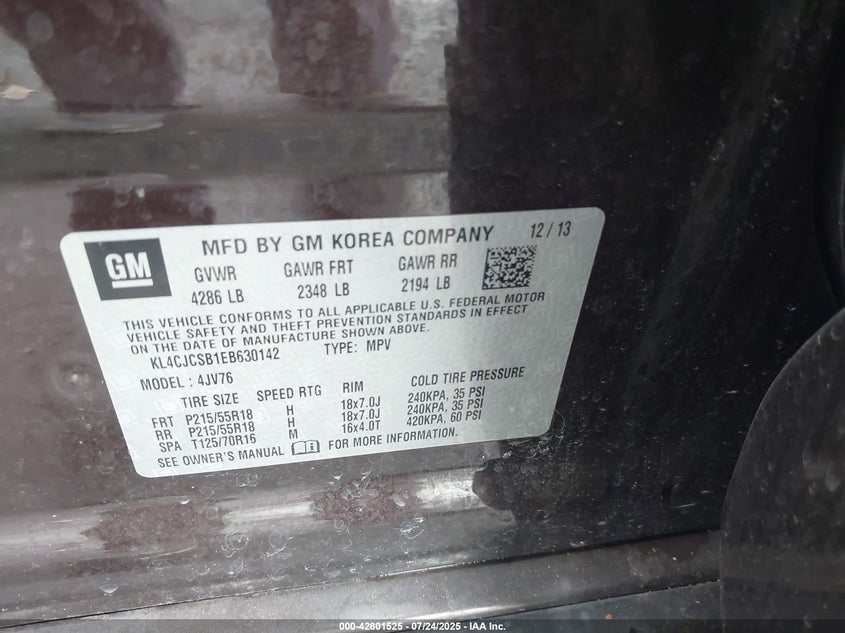 GM
MFD BY GM KOREA COMPANY 12 / 13
GVWR GAWR FRT GAWR RR
4286 LB 2348 LB 2194 LB
THIS VEHICLE CONFORMS TO ALL APPLICABLE U.S. FEDERAL MOTOR
VEHICLE SAFETY AND THEFT PREVENTION STANDARDS IN EFFECT
ON THE DATE OF MANUFACTURE SHOWN ABOVE.
KL4CJCSB1EB630142 TYPE: MPV
MODEL : 4JV76
TIRE SIZE SPEED RTG RIM COLD TIRE PRESSURE
FRT P215/55R18 H 18x7.0J 240KPA, 35 PSI
RR P215/55R18 H 18x7.0J 240KPA, 35 PSI
SPA T125/70R16 M 16x4.0T 420KPA, 60 PSI
SEE OWNER'S MANUAL FOR MORE INFORMATION.
000-42801525 - 07/24/2025 - IAA Inc.